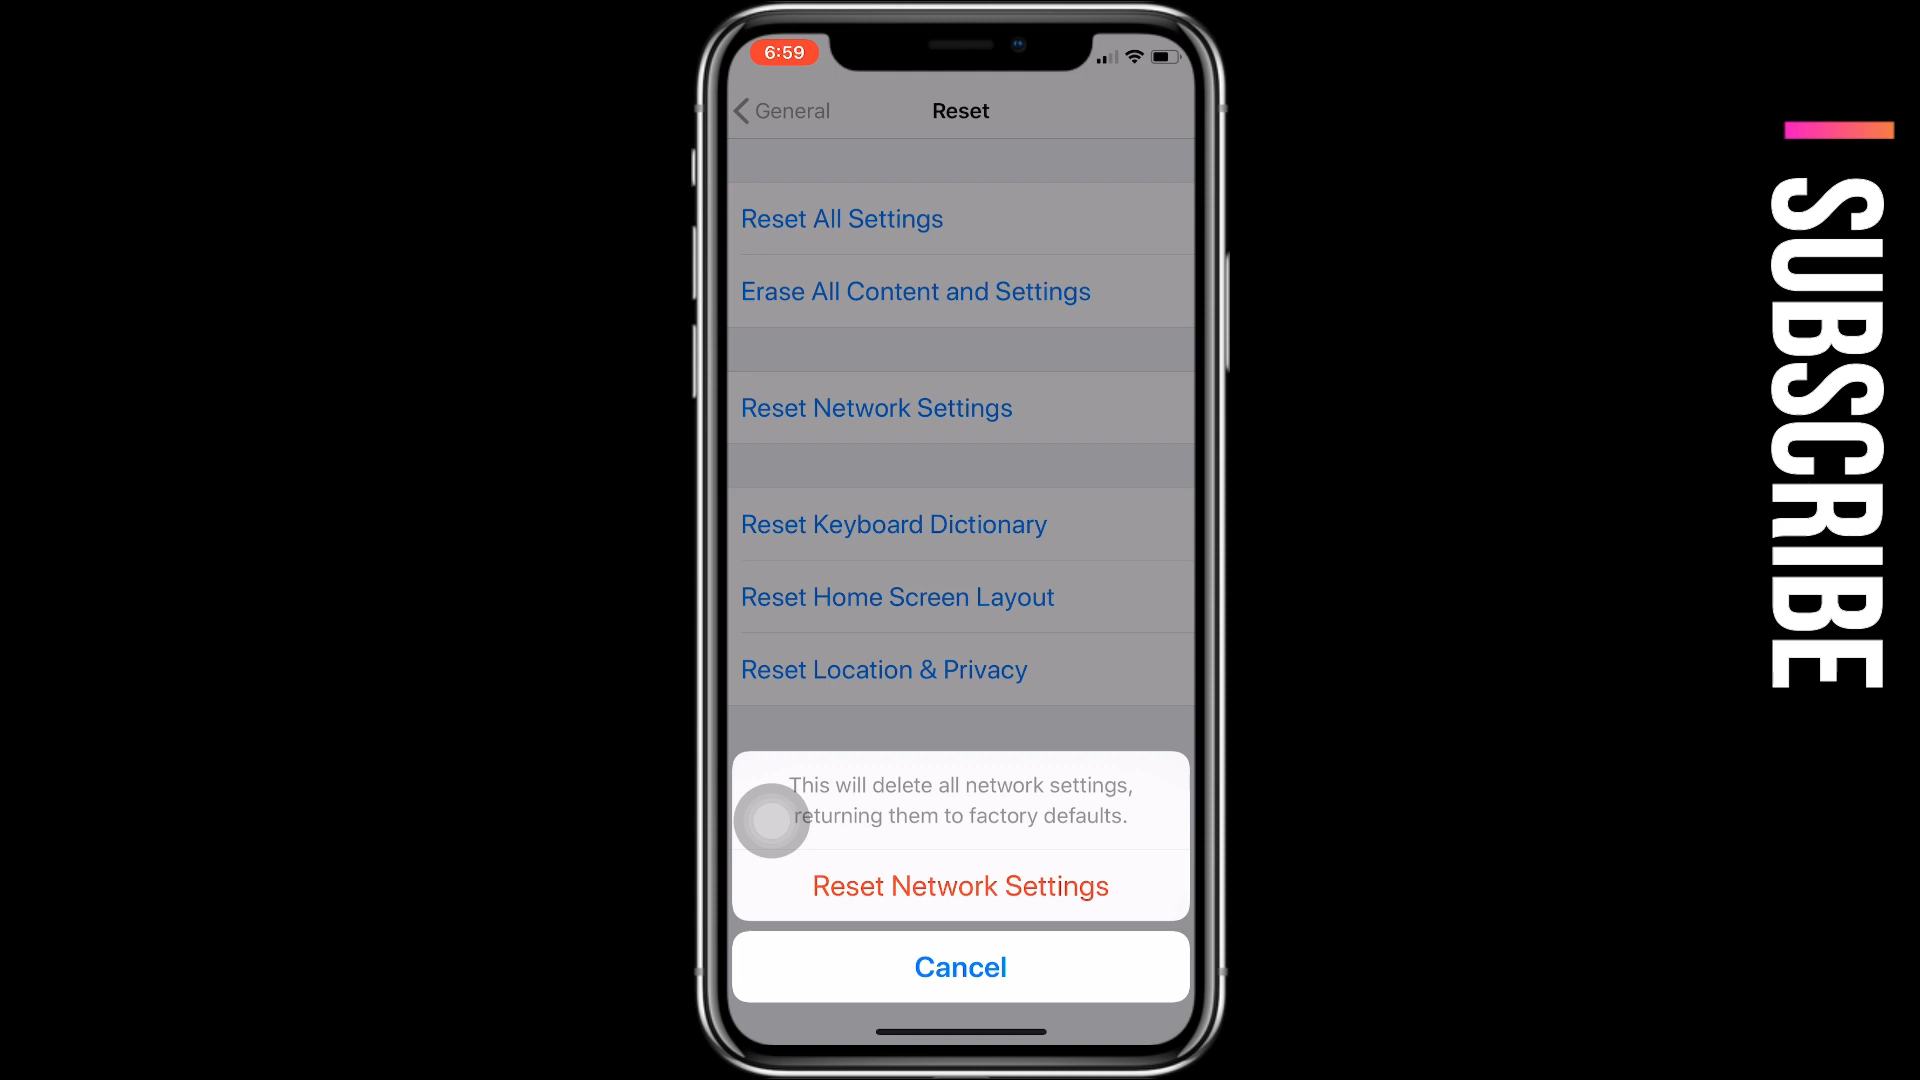 6:59
General
Reset
Reset All Settings
Erase All Content and Settings
Reset Network Settings
Reset Keyboard Dictionary
Reset Home Screen Layout
Reset Location & Privacy
This will delete all network settings,
returning them to factory defaults.
Reset Network Settings
Cancel
SUBSCRIBE